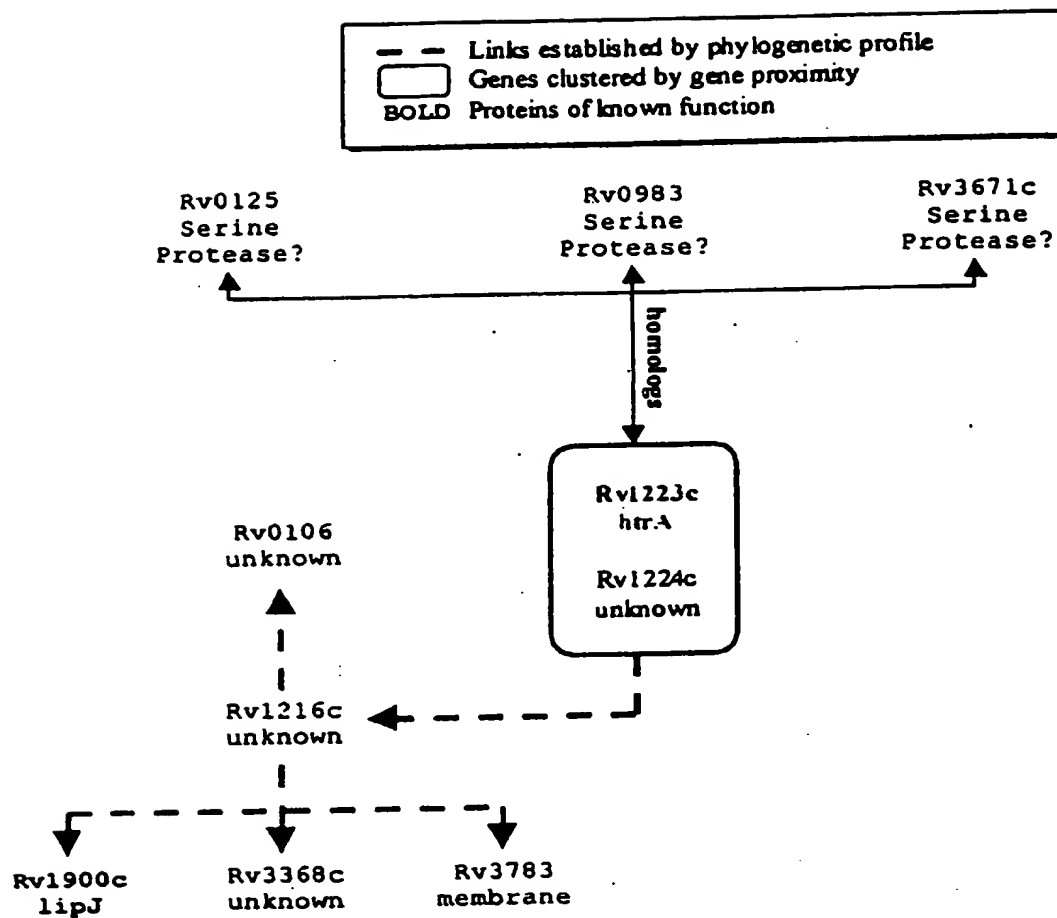 Links established by phylogenetic profile
Genes clustered by gene proximity
BOLD Proteins of known function
Rv0125
Serine
Protease?
Rv0983
Serine
Protease?
Rv3671c
Serine
Protease?
homologs
Rv1223c
htrA
Rv1224c
unknown
Rv0106
unknown
Rv1216c
unknown
Rv1900c
lipJ
Rv3368c
unknown
Rv3783
membrane